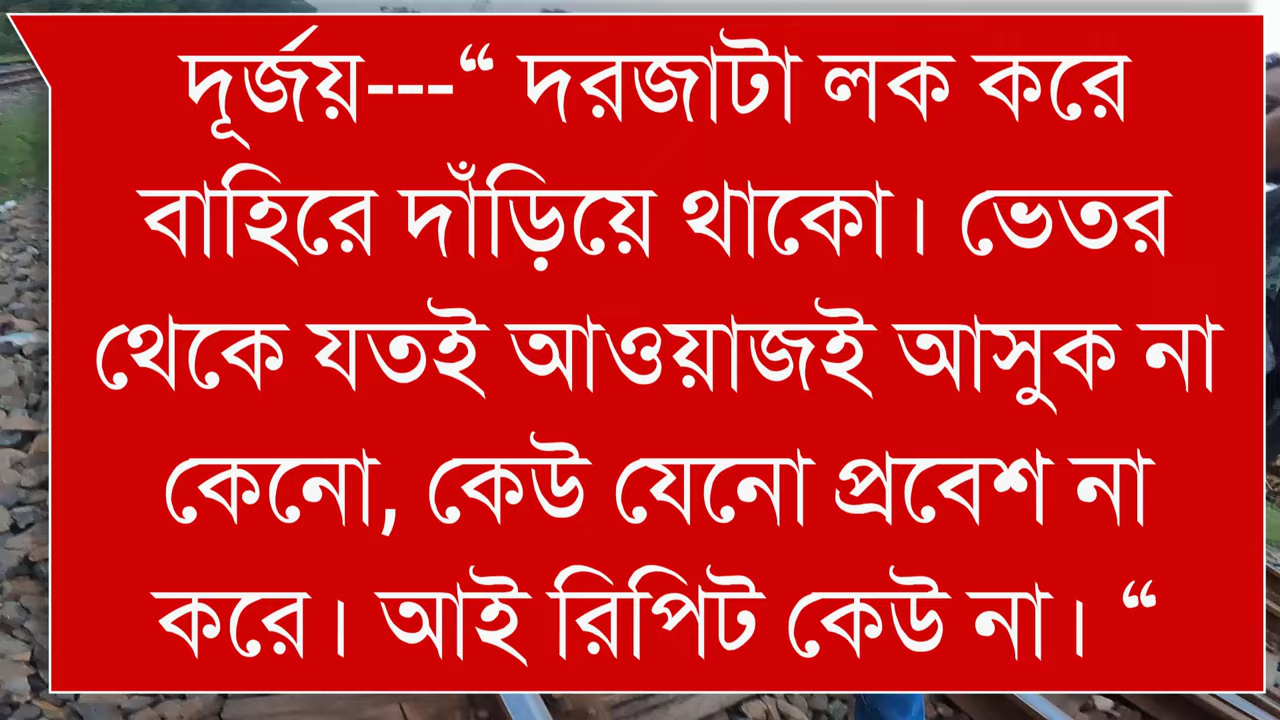 দূর্জয়---“ দরজাটা লক করে
বাহিরে দাঁড়িয়ে থাকো। ভেতর
থেকে যতই আওয়াজই আসুক না
কেনো, কেউ যেনো প্রবেশ না
করে। আই রিপিট কেউ না। “